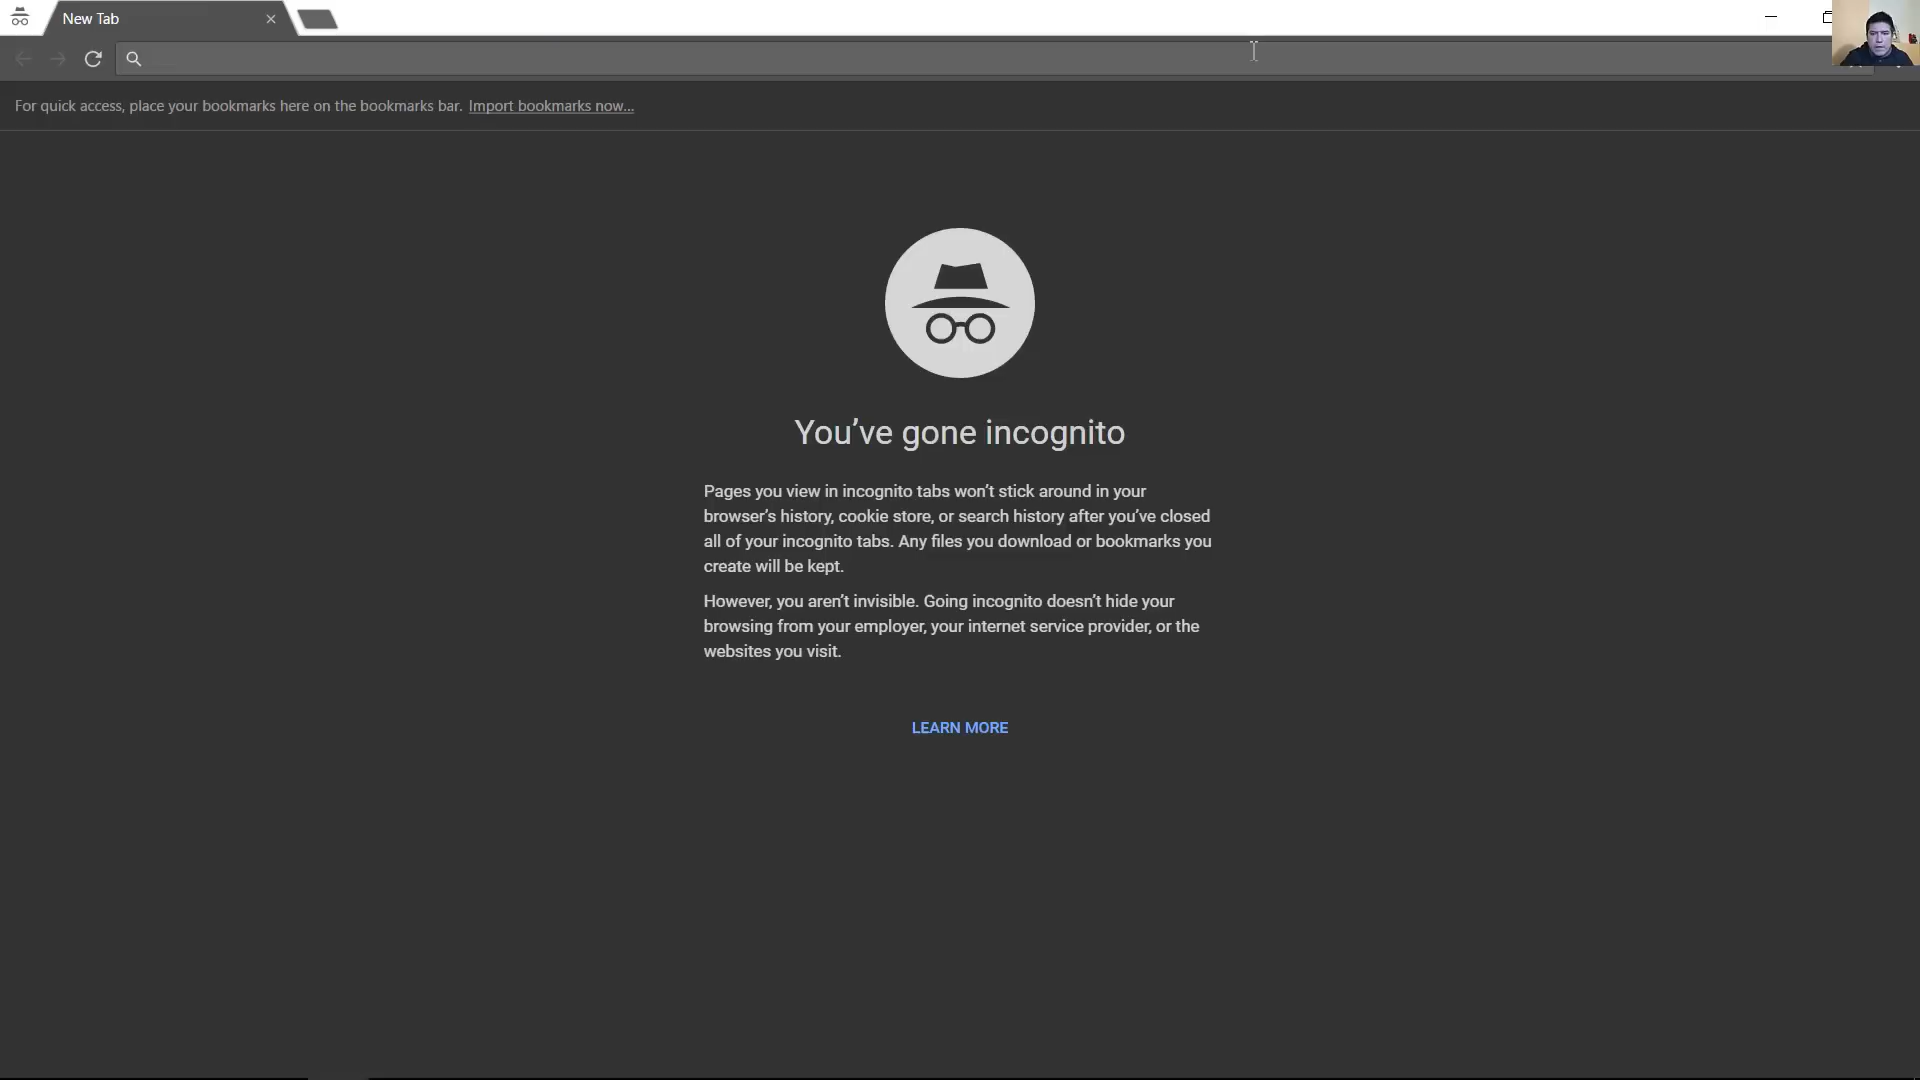 New Tab
For quick access, place your bookmarks here on the bookmarks bar. Import bookmarks now...
You’ve gone incognito
Pages you view in incognito tabs won’t stick around in your
browser’s history, cookie store, or search history after you’ve closed
all of your incognito tabs. Any files you download or bookmarks you
create will be kept.
However, you aren’t invisible. Going incognito doesn’t hide your
browsing from your employer, your internet service provider, or the
websites you visit.
LEARN MORE